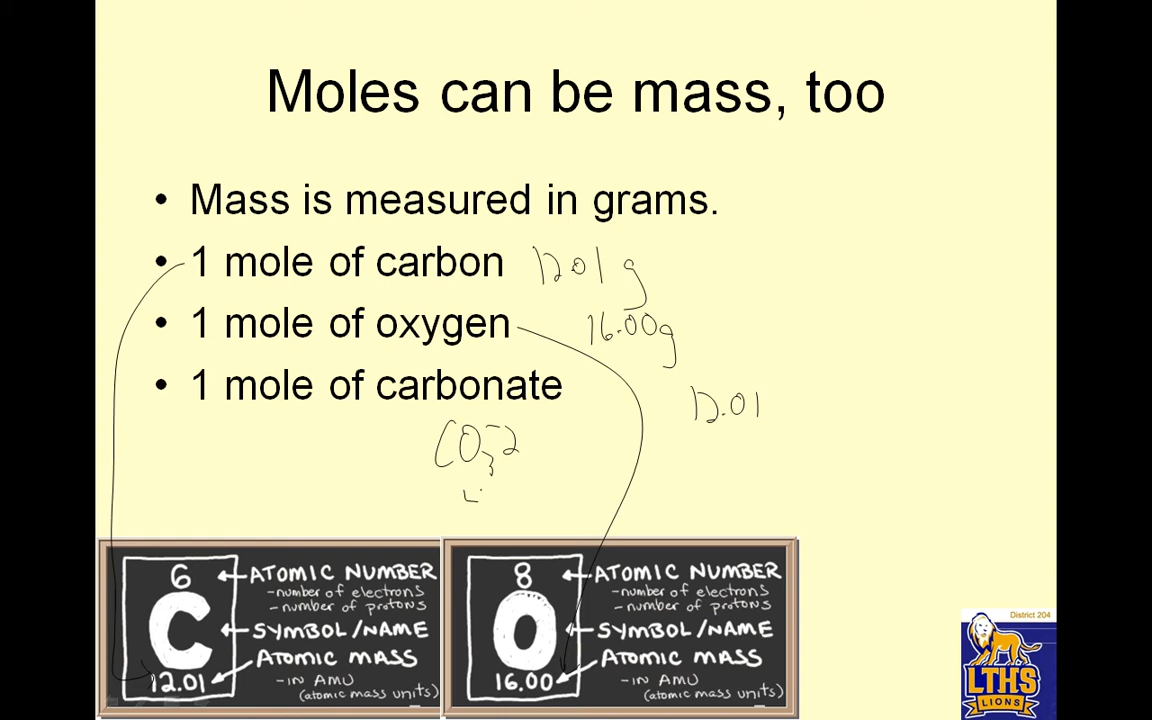 Moles can be mass, too
• Mass is measured in grams.
• 1 mole of carbon 12.01 g
• 1 mole of oxygen 16.00g
• 1 mole of carbonate
12.01
CO3-2
6
ATOMIC NUMBER
-number of electrons
-number of protons
C
SYMBOL/NAME
ATOMIC MASS
12.01
-IN AMU
(atomic mass units)
8
ATOMIC NUMBER
-number of electrons
-number of protons
O
SYMBOL/NAME
ATOMIC MASS
16.00
-IN AMU
(atomic mass units)
District 204
LTHS
LIONS